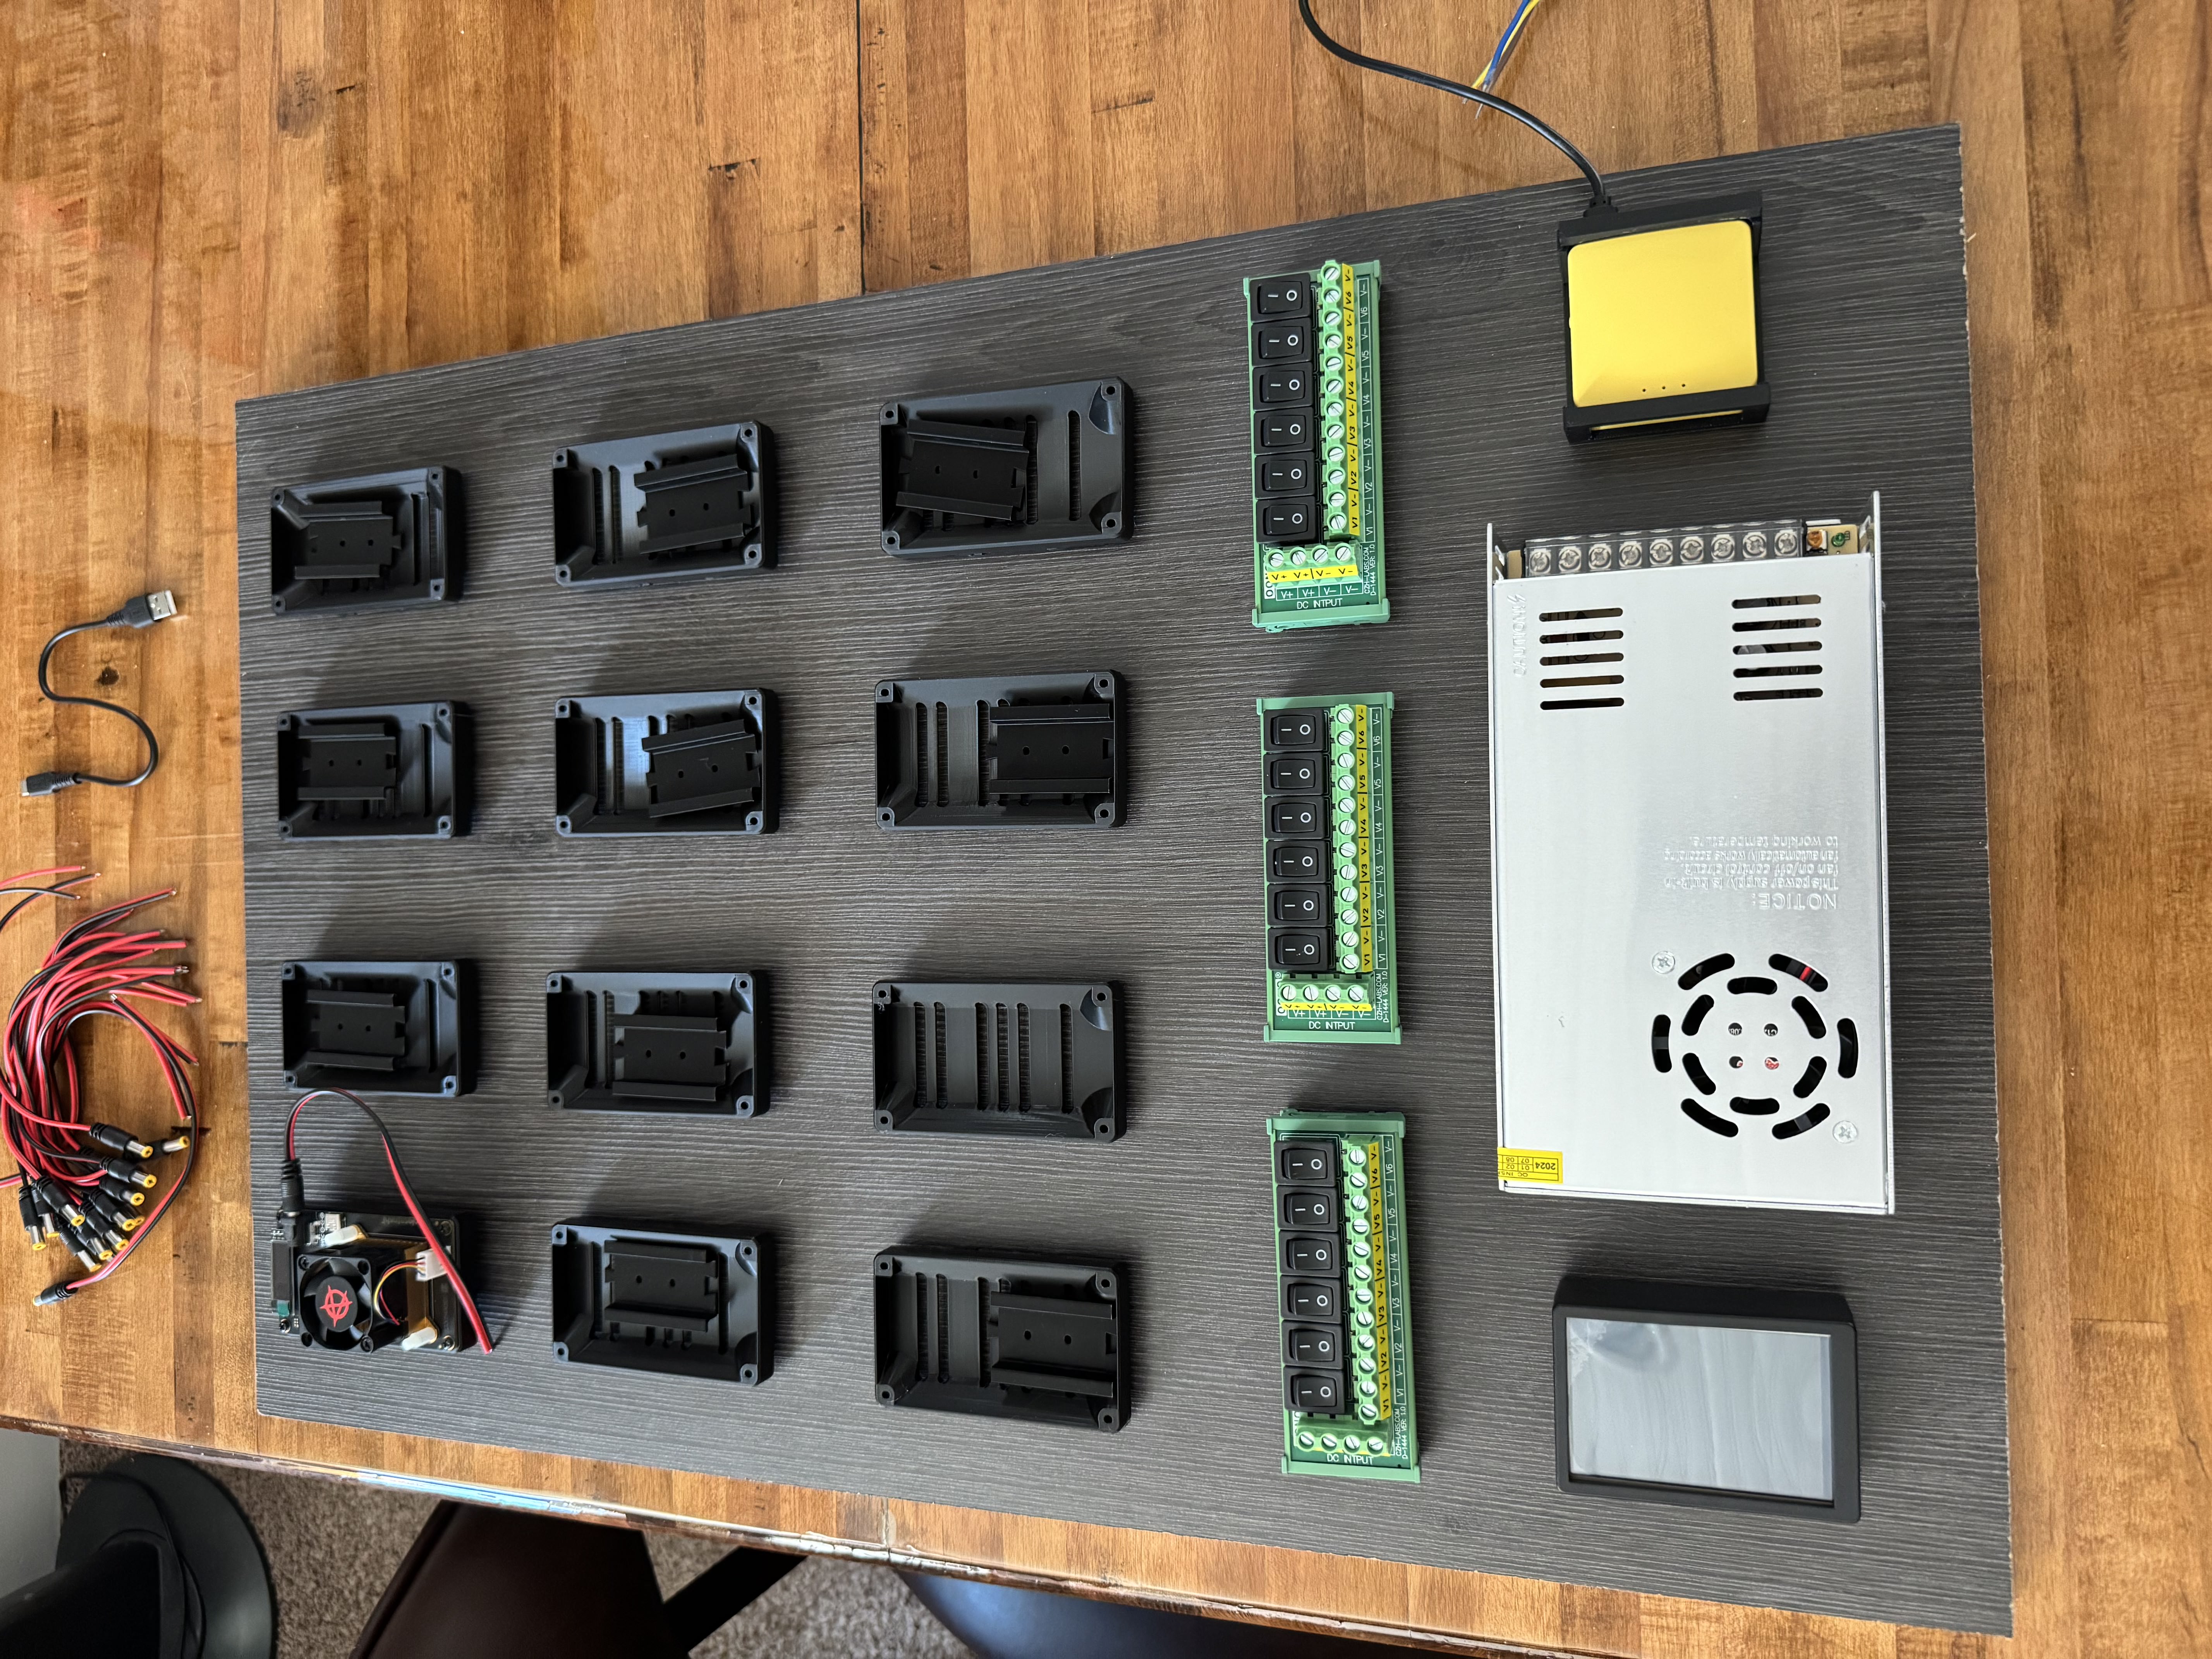 DC INTPUT
V1 V- V2 V- V3 V- V4 V- V5 V- V6 V-
CZH-LABS.COM
D-1444 VER: 1.0
V1 V- V2 V- V3 V- V4 V- V5 V- V6 V-
V+ V+ V- V-
DC INTPUT
V1 V- V2 V- V3 V- V4 V- V5 V- V6 V-
CZH-LABS.COM
D-1444 VER: 1.0
V1 V- V2 V- V3 V- V4 V- V5 V- V6 V-
V+ V+ V- V-
DC INTPUT
V1 V- V2 V- V3 V- V4 V- V5 V- V6 V-
CZH-LABS.COM
D-1444 VER: 1.0
V1 V- V2 V- V3 V- V4 V- V5 V- V6 V-
2024
CAUTION
NOTICE:
This power supply is built-in
fan on/off control circuit.
fan automatically works according
to working temperature.